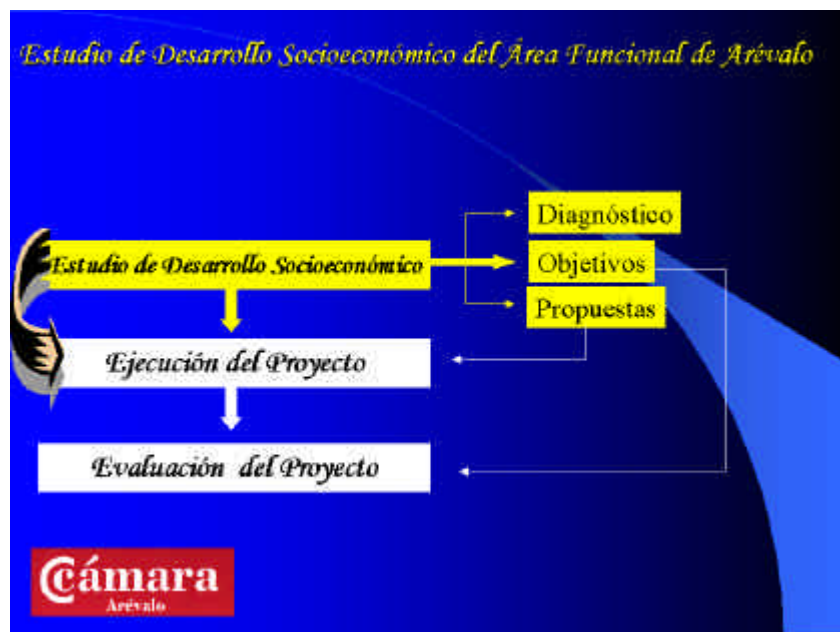 Estudio de Desarrollo Socioeconómico del Área Funcional de Arévalo
Diagnóstico
Estudio de Desarrollo Socioeconómico
Objetivos
Propuestas
Ejecución del Proyecto
Evaluación del Proyecto
Cámara
Arévalo